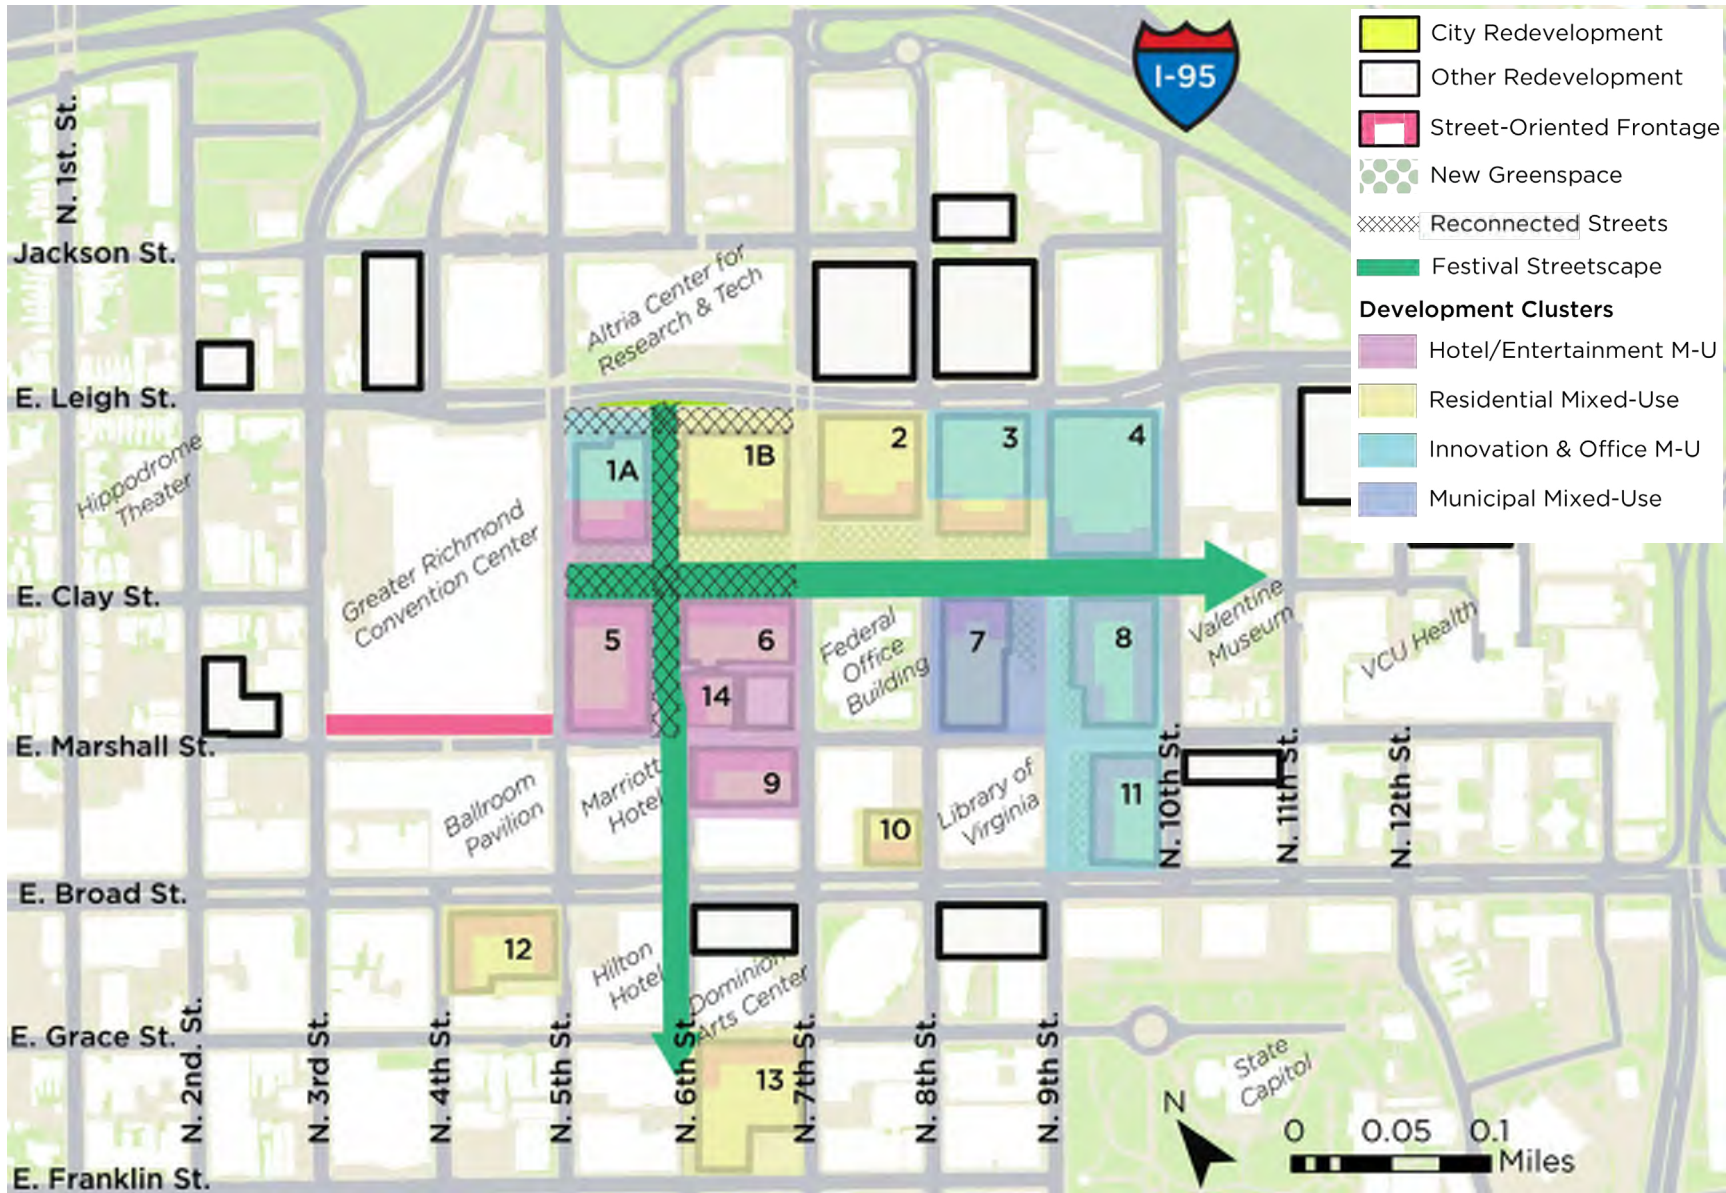 I-95
City Redevelopment
Other Redevelopment
Street-Oriented Frontage
New Greenspace
Reconnected Streets
Festival Streetscape
Development Clusters
Hotel/Entertainment M-U
Residential Mixed-Use
Innovation & Office M-U
Municipal Mixed-Use
N. 1st. St.
Jackson St.
E. Leigh St.
E. Clay St.
E. Marshall St.
E. Broad St.
E. Grace St.
E. Franklin St.
Altria Center for
Research & Tech
Hippodrome
Theater
Greater Richmond
Convention Center
1A
1B
2
3
4
5
6
14
Federal
Office
Building
7
8
Valentine
Museum
VCU Health
Ballroom
Pavilion
Marriott
Hotel
9
10
Library of
Virginia
11
N. 10th St.
N. 11th St.
N. 12th St.
12
Hilton
Hotel
Dominion
Arts Center
13
State
Capitol
N. 2nd. St.
N. 3rd St.
N. 4th St.
N. 5th St.
N. 6th St.
N. 7th St.
N. 8th St.
N. 9th St.
N
0 0.05 0.1
Miles